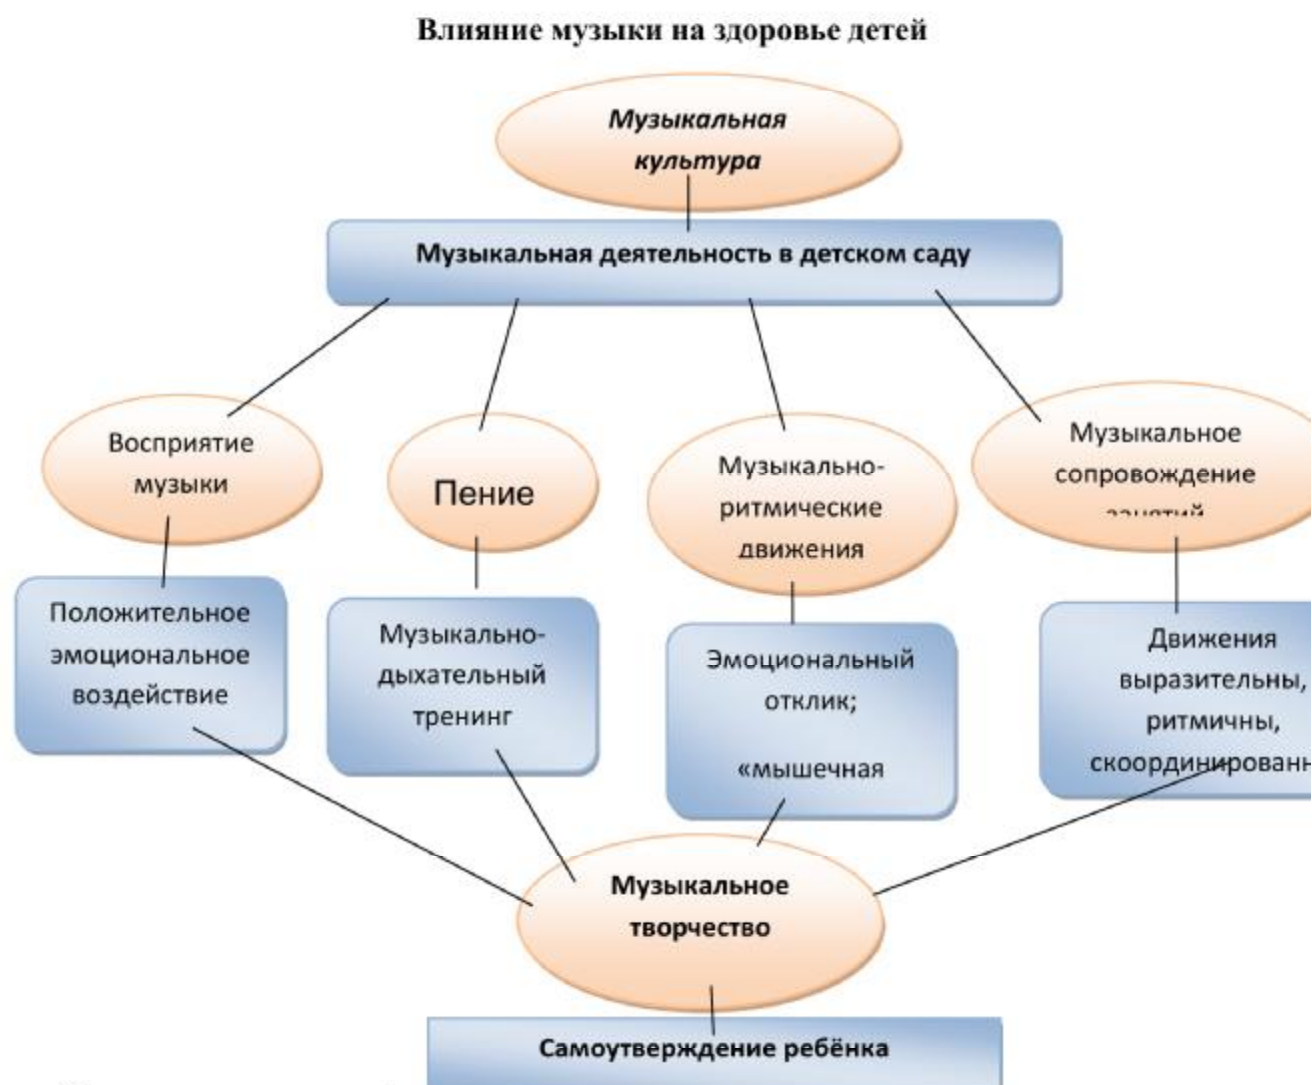 Влияние музыки на здоровье детей
Музыкальная
культура
Музыкальная деятельность в детском саду
Восприятие
музыки
Пение
Музыкально-
ритмические
движения
Музыкальное
сопровождение
занятий
Положительное
эмоциональное
воздействие
Музыкально-
дыхательный
тренинг
Эмоциональный
отклик;
«мышечная
Движения
выразительны,
ритмичны,
Музыкальное
творчество
Самоутверждение ребёнка